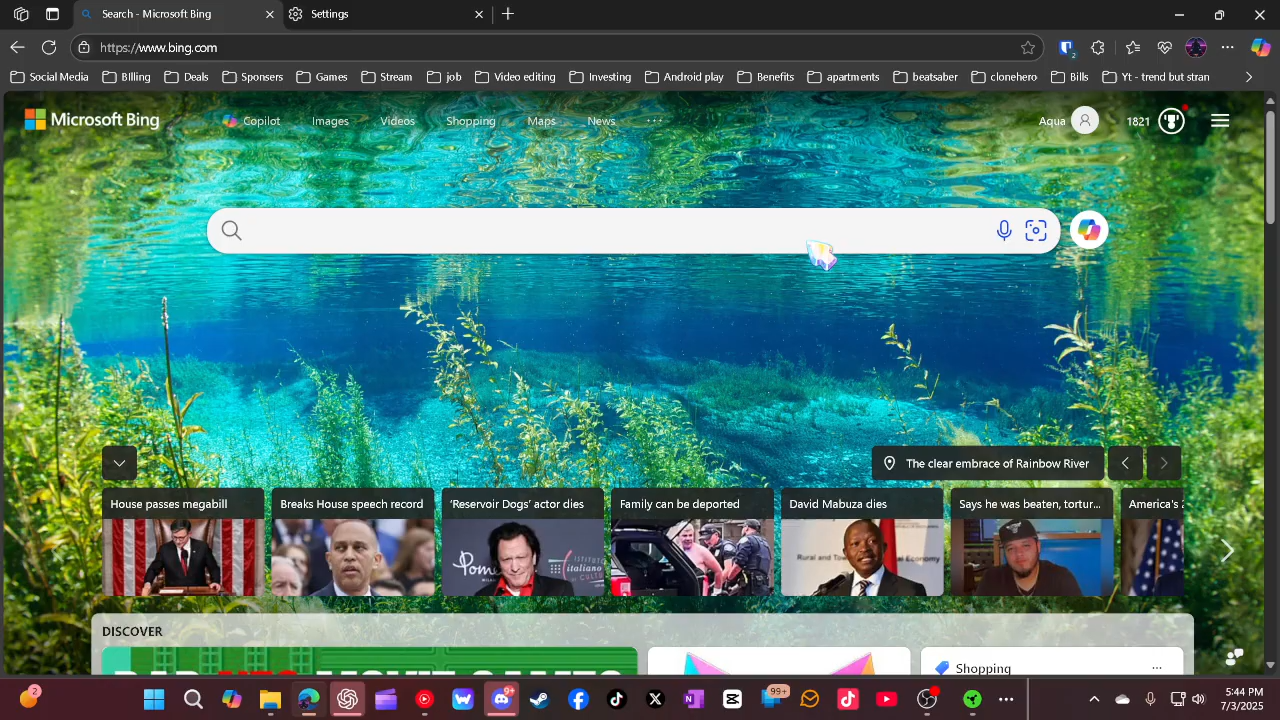 Search - Microsoft Bing
Settings
https://www.bing.com
2
Social Media
BIlling
Deals
Sponsers
Games
Stream
job
Video editing
Investing
Android play
Benefits
apartments
beatsaber
clonehero
Bills
Yt - trend but stran
Microsoft Bing
Copilot
Images
Videos
Shopping
Maps
News
Aqua
1821
The clear embrace of Rainbow River
House passes megabill
Breaks House speech record
‘Reservoir Dogs’ actor dies
Family can be deported
David Mabuza dies
Says he was beaten, tortur...
America's
DISCOVER
Shopping
2
9+
99+
5:44 PM
7/3/2025